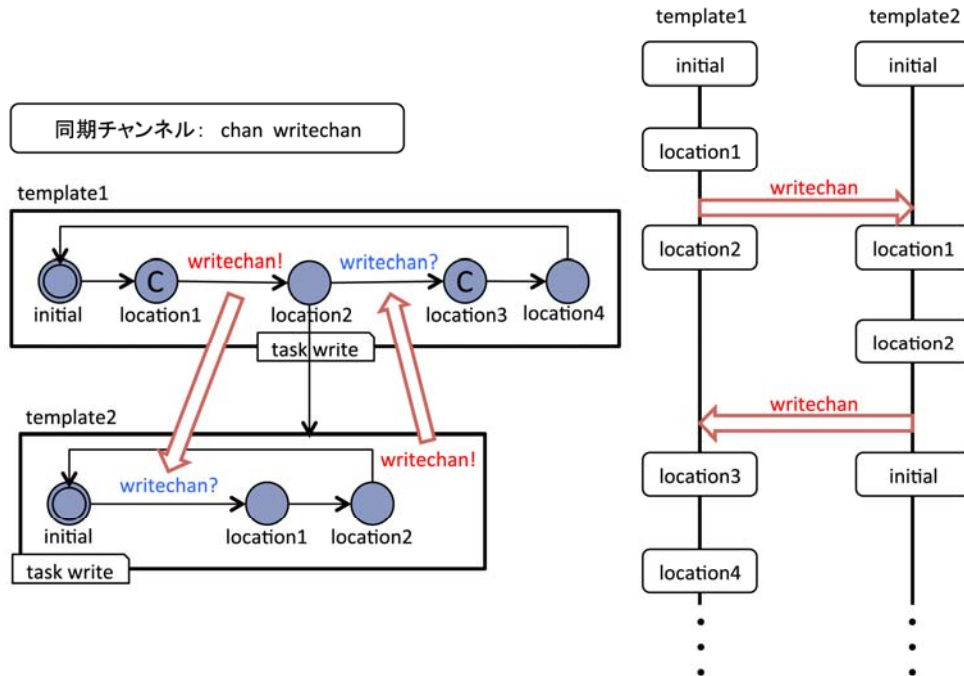 同期チャンネル： chan writechan
template1
writechan!
writechan?
C
C
initial
location1
location2
location3
location4
task write
template2
writechan?
writechan!
initial
location1
location2
task write
template1
template2
initial
initial
location1
writechan
location2
location1
location2
writechan
location3
initial
location4